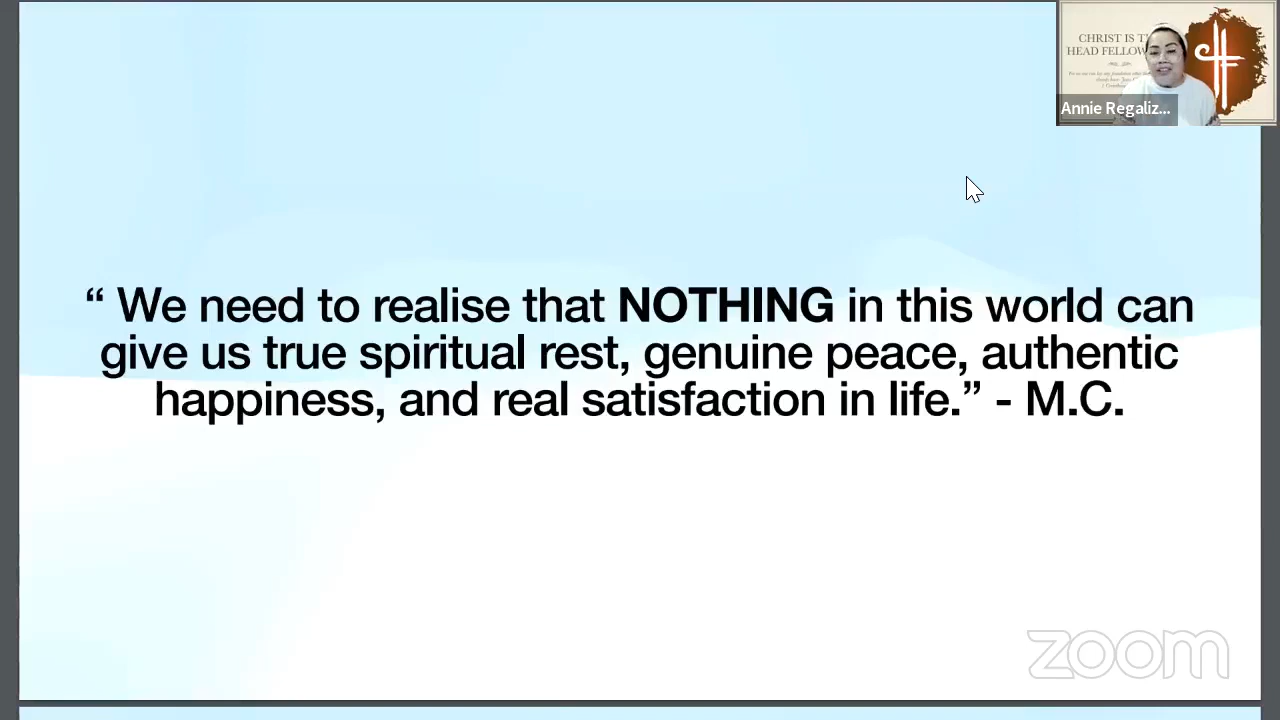 CHRIST IS T
HEAD FELLOW
Annie Regaliz...
“ We need to realise that NOTHING in this world can
give us true spiritual rest, genuine peace, authentic
happiness, and real satisfaction in life.” - M.C.
zoom